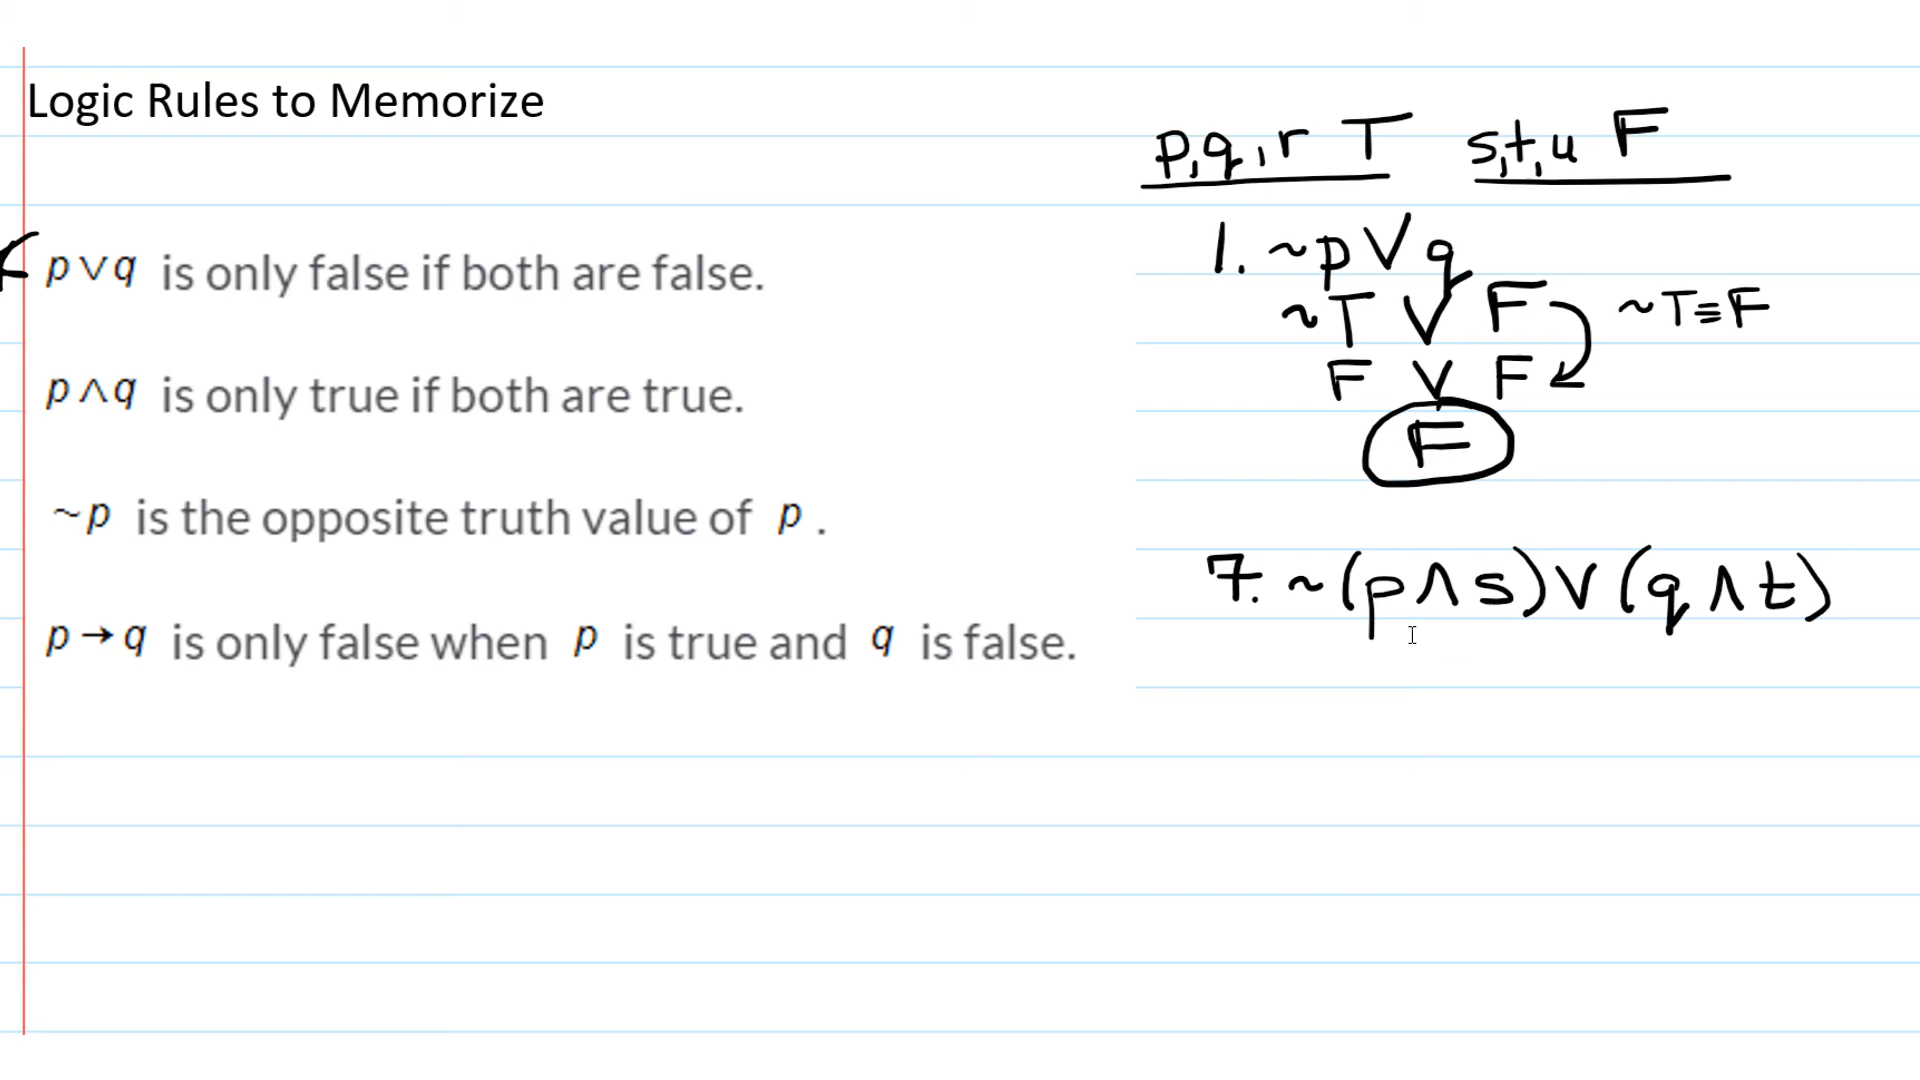 Logic Rules to Memorize
p∨q is only false if both are false.
p∧q is only true if both are true.
~p is the opposite truth value of p.
p→q is only false when p is true and q is false.
p,q,r T s,t,u F
1. ~p∨q
~T ∨ F ~T≡F
F ∨ F
F
7. ~(p∧s)∨(q∧t)